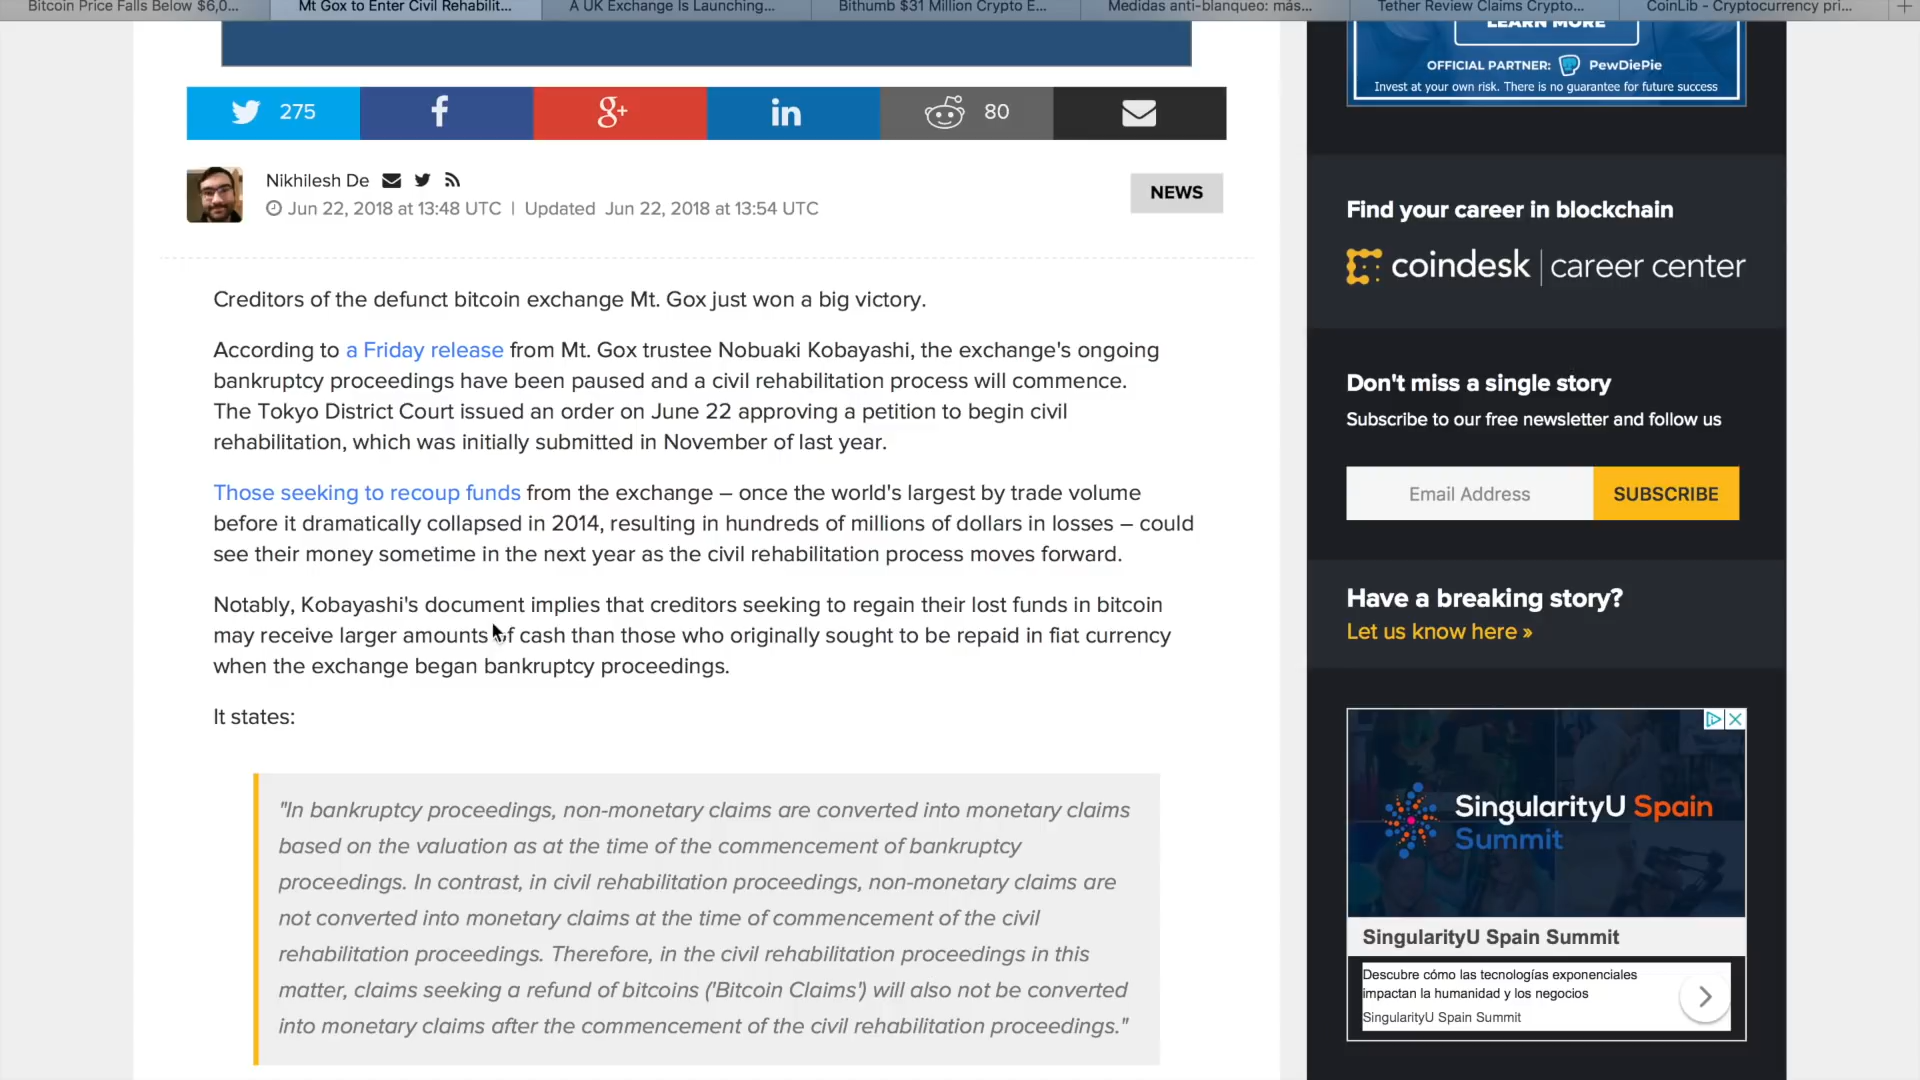 Bitcoin Price Falls Below $6,0...
Mt Gox to Enter Civil Rehabilit...
A UK Exchange Is Launching...
Bithumb $31 Million Crypto E...
Medidas anti-blanqueo: más...
Tether Review Claims Crypto...
CoinLib - Cryptocurrency pri...
LEARN MORE
OFFICIAL PARTNER: PewDiePie
Invest at your own risk. There is no guarantee for future success
275
80
Nikhilesh De
Jun 22, 2018 at 13:48 UTC | Updated Jun 22, 2018 at 13:54 UTC
NEWS
Creditors of the defunct bitcoin exchange Mt. Gox just won a big victory.
According to a Friday release from Mt. Gox trustee Nobuaki Kobayashi, the exchange's ongoing
bankruptcy proceedings have been paused and a civil rehabilitation process will commence.
The Tokyo District Court issued an order on June 22 approving a petition to begin civil
rehabilitation, which was initially submitted in November of last year.
Those seeking to recoup funds from the exchange – once the world's largest by trade volume
before it dramatically collapsed in 2014, resulting in hundreds of millions of dollars in losses – could
see their money sometime in the next year as the civil rehabilitation process moves forward.
Notably, Kobayashi's document implies that creditors seeking to regain their lost funds in bitcoin
may receive larger amounts of cash than those who originally sought to be repaid in fiat currency
when the exchange began bankruptcy proceedings.
It states:
"In bankruptcy proceedings, non-monetary claims are converted into monetary claims
based on the valuation as at the time of the commencement of bankruptcy
proceedings. In contrast, in civil rehabilitation proceedings, non-monetary claims are
not converted into monetary claims at the time of commencement of the civil
rehabilitation proceedings. Therefore, in the civil rehabilitation proceedings in this
matter, claims seeking a refund of bitcoins ('Bitcoin Claims') will also not be converted
into monetary claims after the commencement of the civil rehabilitation proceedings."
Find your career in blockchain
coindesk | career center
Don't miss a single story
Subscribe to our free newsletter and follow us
Email Address
SUBSCRIBE
Have a breaking story?
Let us know here »
SingularityU Spain
Summit
SingularityU Spain Summit
Descubre cómo las tecnologías exponenciales
impactan la humanidad y los negocios
SingularityU Spain Summit